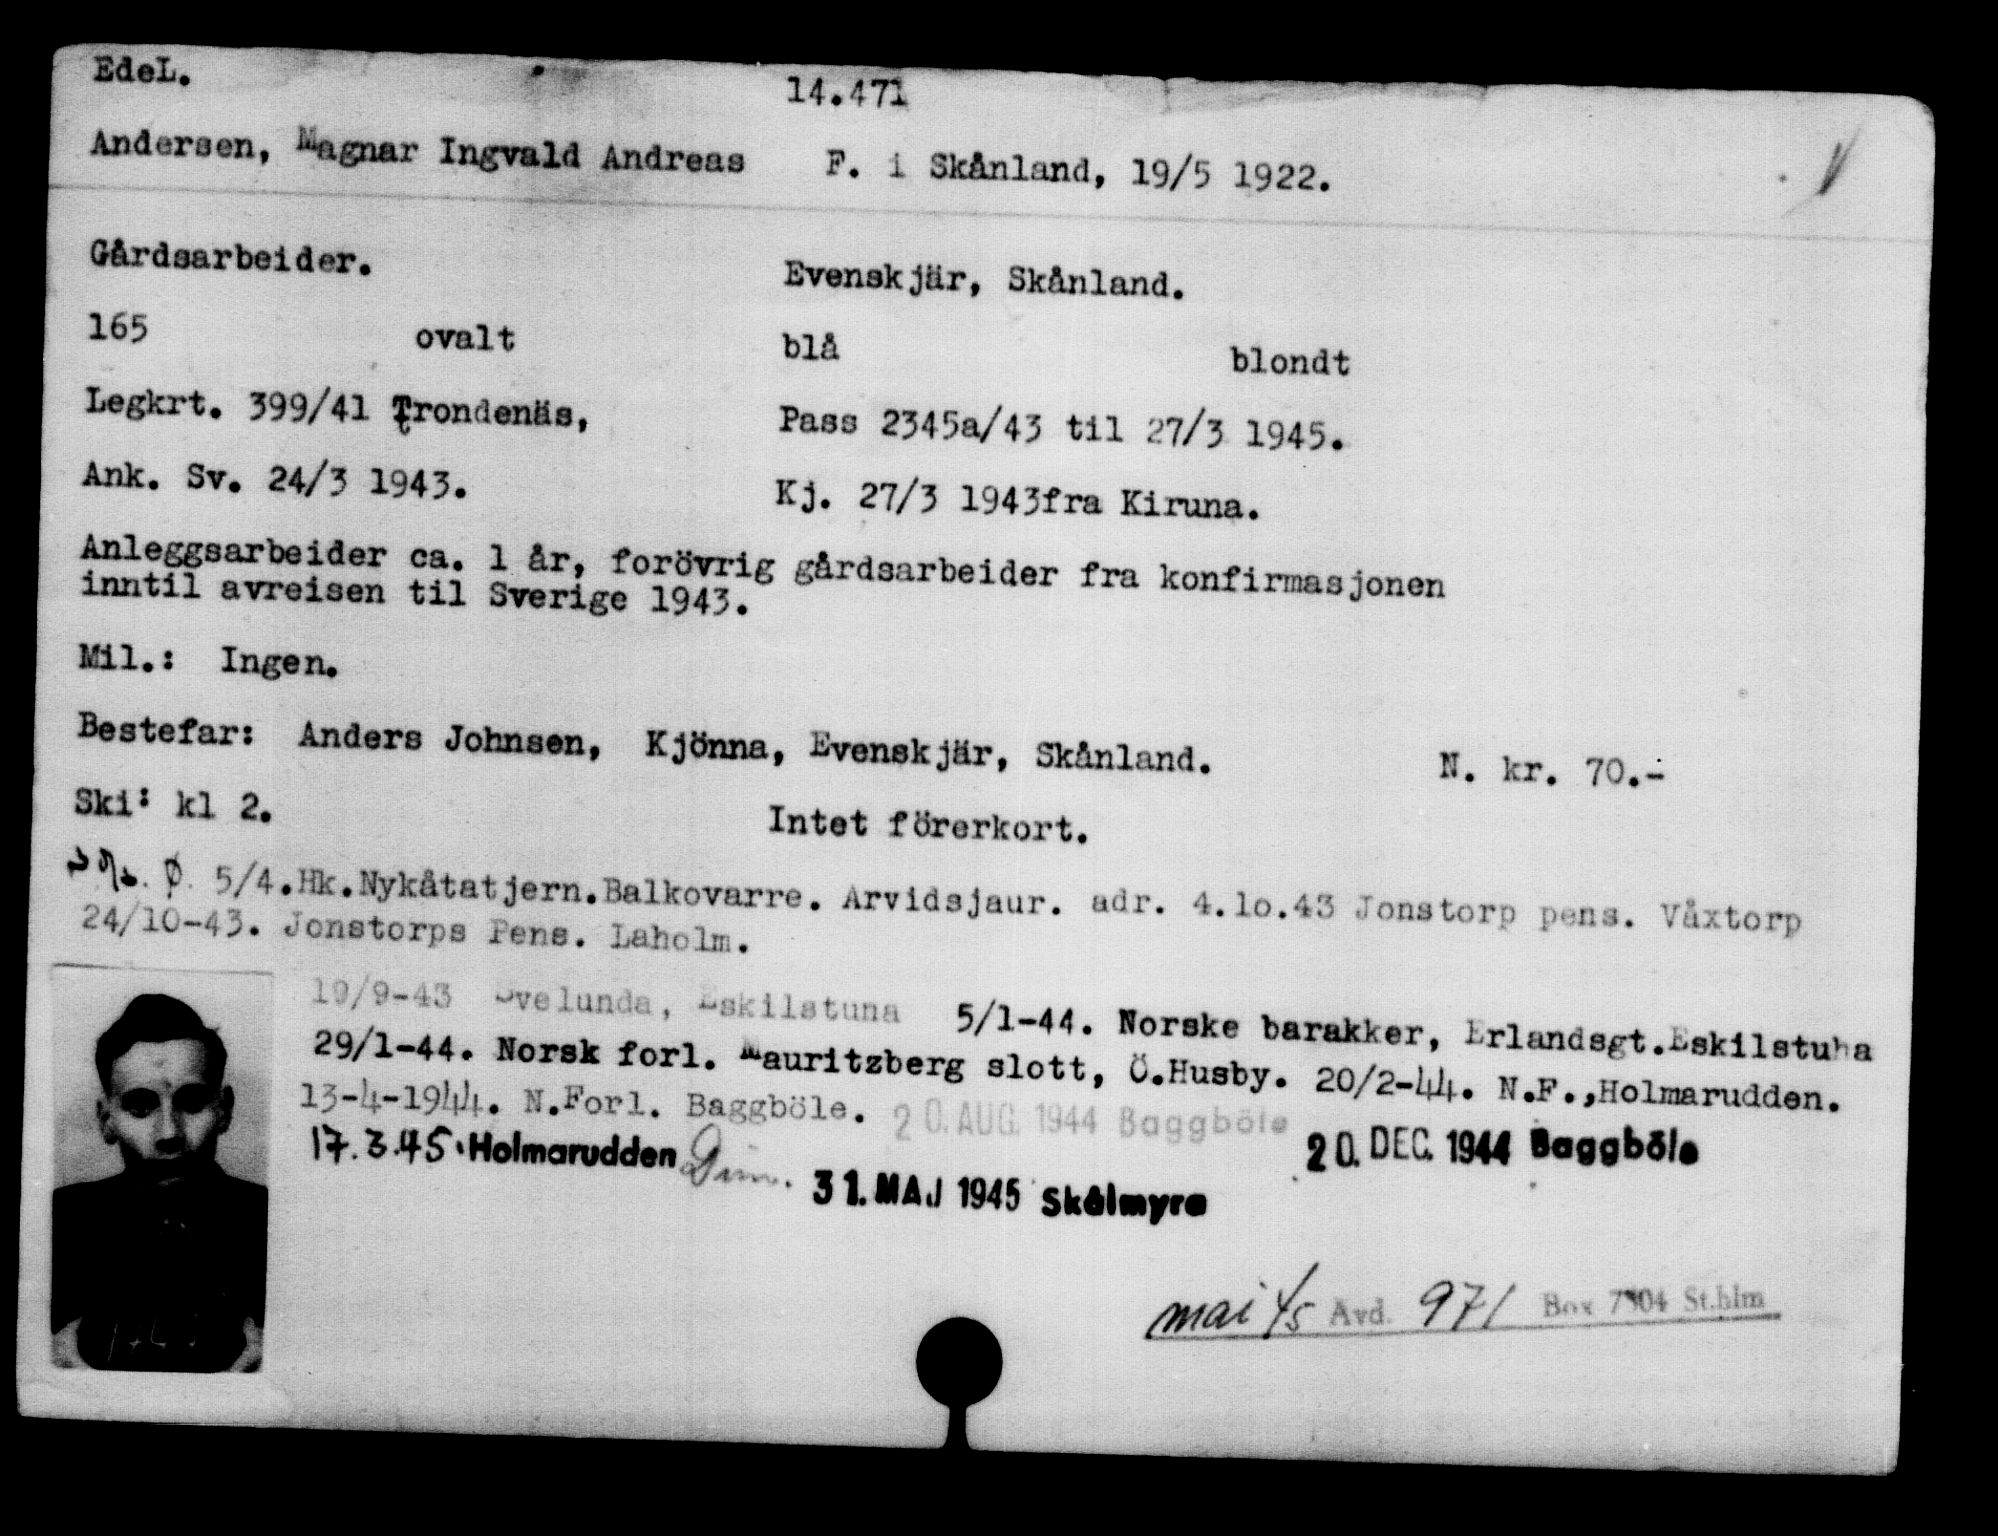 EdeL. 14.471
Andersen, Magnar Ingvald Andreas F. i Skånland, 19/5 1922.
Gårdsarbeider. Evenskjär, Skånland.
165 ovalt blå blondt
Legkrt. 399/41 Trondenäs, Pass 2345a/43 til 27/3 1945.
Ank. Sv. 24/3 1943. Kj. 27/3 1943fra Kiruna.
Anleggsarbeider ca. 1 år, forövrig gårdsarbeider fra konfirmasjonen
inntil avreisen til Sverige 1943.
Mil.: Ingen.
Bestefar: Anders Johnsen, Kjönna, Evenskjär, Skånland. N. kr. 70.-
Ski: kl 2. Intet förerkort.
Ø. 5/4.Hk.Nykåtatjern.Balkovarre. Arvidsjaur. adr. 4.lo.43 Jonstorp pens. Våxtorp
24/10-43. Jonstorps Pens. Laholm.
19/9-43 Svelunda, Eskilstuna 5/1-44. Norske barakker, Erlandsgt.Eskilstuna
29/1-44. Norsk forl. Mauritzberg slott, Ö.Husby. 20/2-44. N.F.,Holmarudden.
13-4-1944. N.Forl. Baggböle. 20. AUG. 1944 Baggböle
20. DEC. 1944 Baggböle
17.3.45. Holmarudden Dim. 31. MAJ 1945 Skålmyra
mai 4/5 Avd. 971 Box 7304 St.hlm